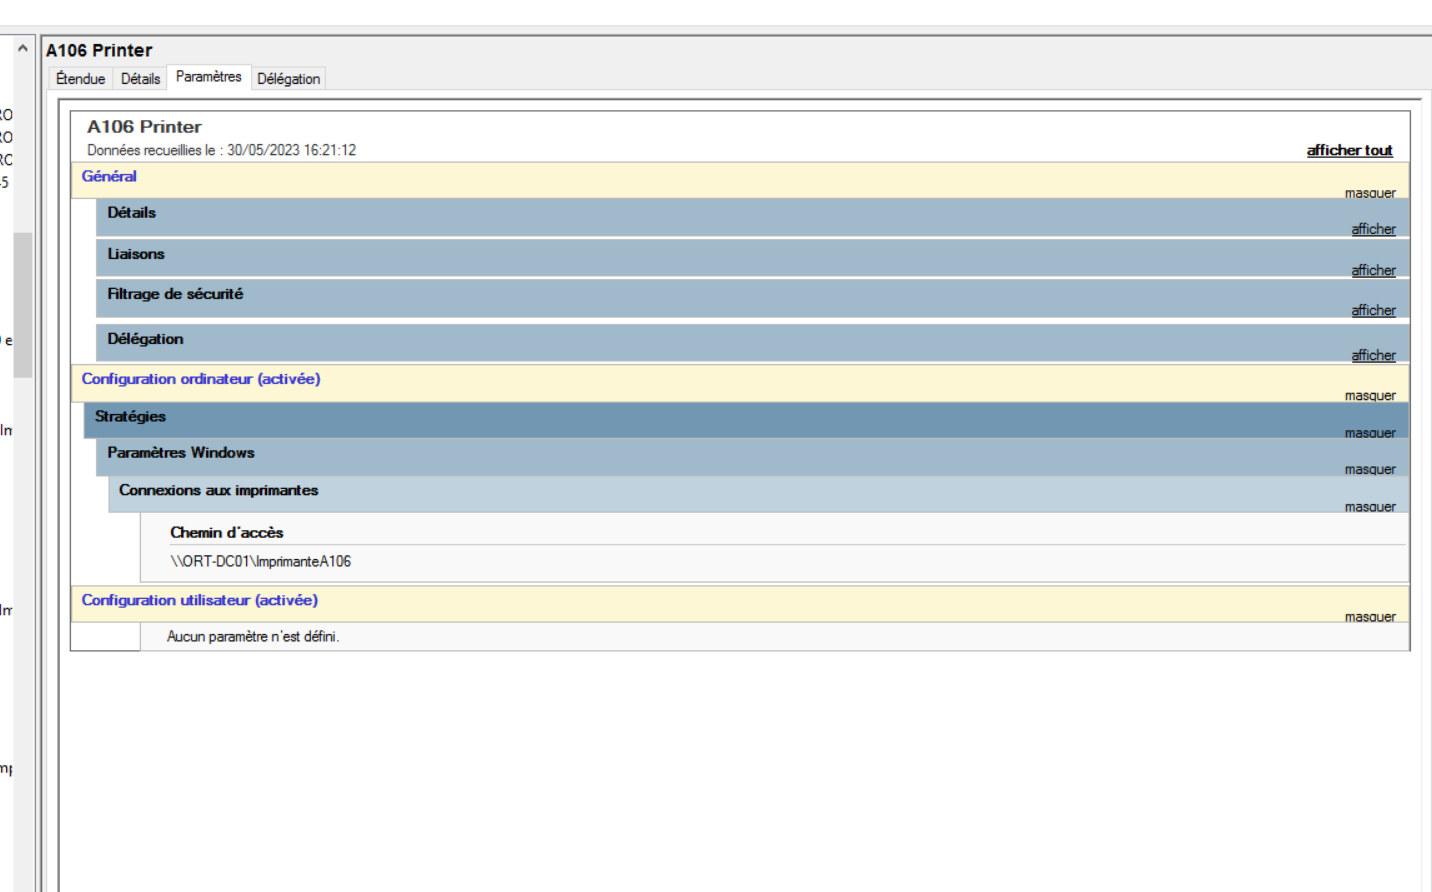 A106 Printer
Étendue Détails Paramètres Délégation
A106 Printer
Données recueillies le : 30/05/2023 16:21:12
afficher tout
Général
masquer
Détails
afficher
Liaisons
afficher
Filtrage de sécurité
afficher
Délégation
afficher
Configuration ordinateur (activée)
masquer
Stratégies
masquer
Paramètres Windows
masquer
Connexions aux imprimantes
masquer
Chemin d'accès
\\ORT-DC01\ImprimanteA106
Configuration utilisateur (activée)
masquer
Aucun paramètre n'est défini.